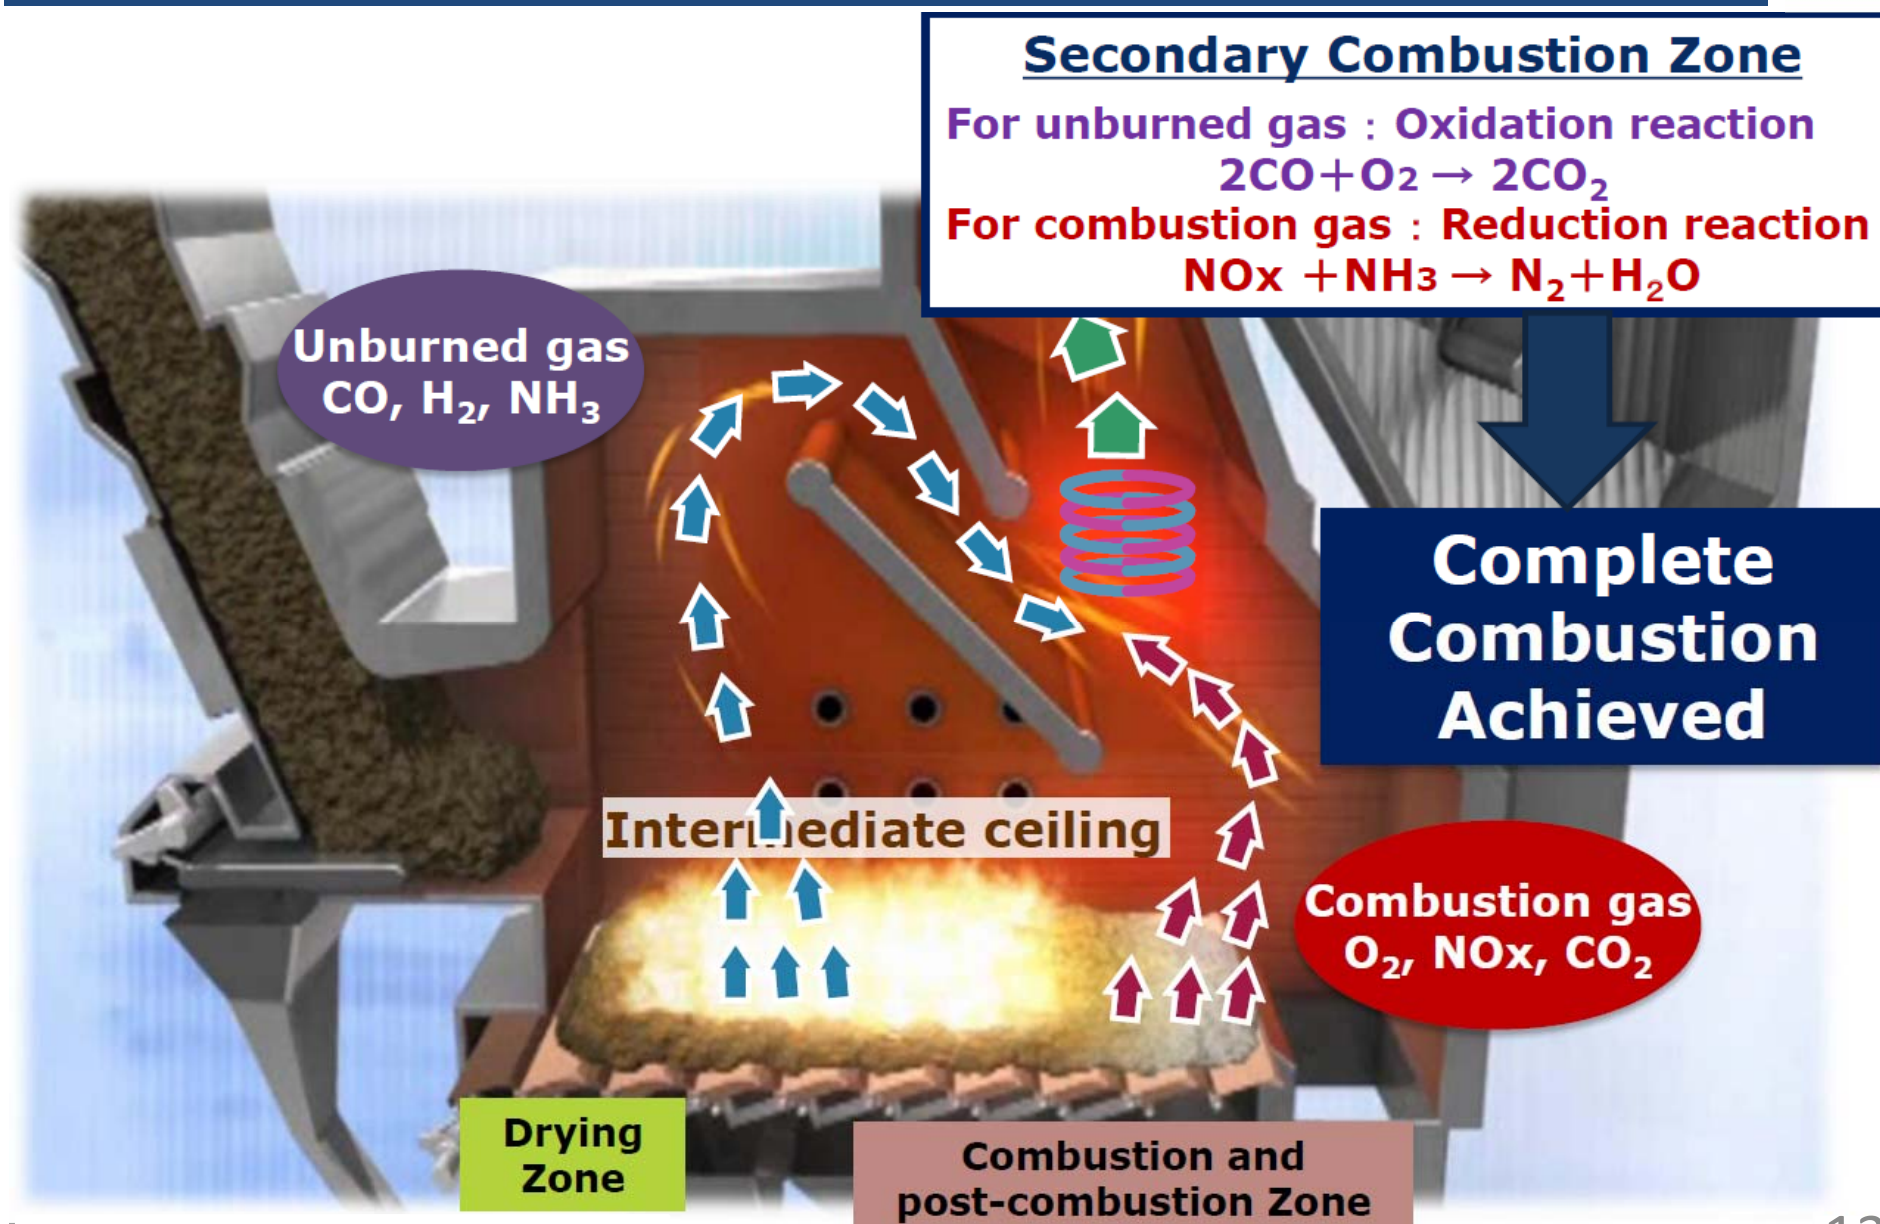 Secondary Combustion Zone
For unburned gas : Oxidation reaction
2CO+O2 → 2CO₂
For combustion gas : Reduction reaction
NOx +NH3 → N₂+H₂O
Unburned gas
CO, H₂, NH₃
Complete
Combustion
Achieved
Intermediate ceiling
Combustion gas
O₂, NOx, CO₂
Drying
Zone
Combustion and
post-combustion Zone